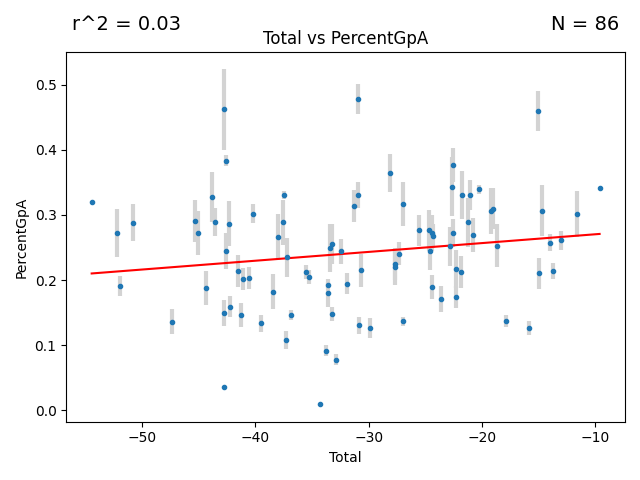 r^2 = 0.03
N = 86
Total vs PercentGpA
PercentGpA
0.5
0.4
0.3
0.2
0.1
0.0
−50
−40
−30
−20
−10
Total